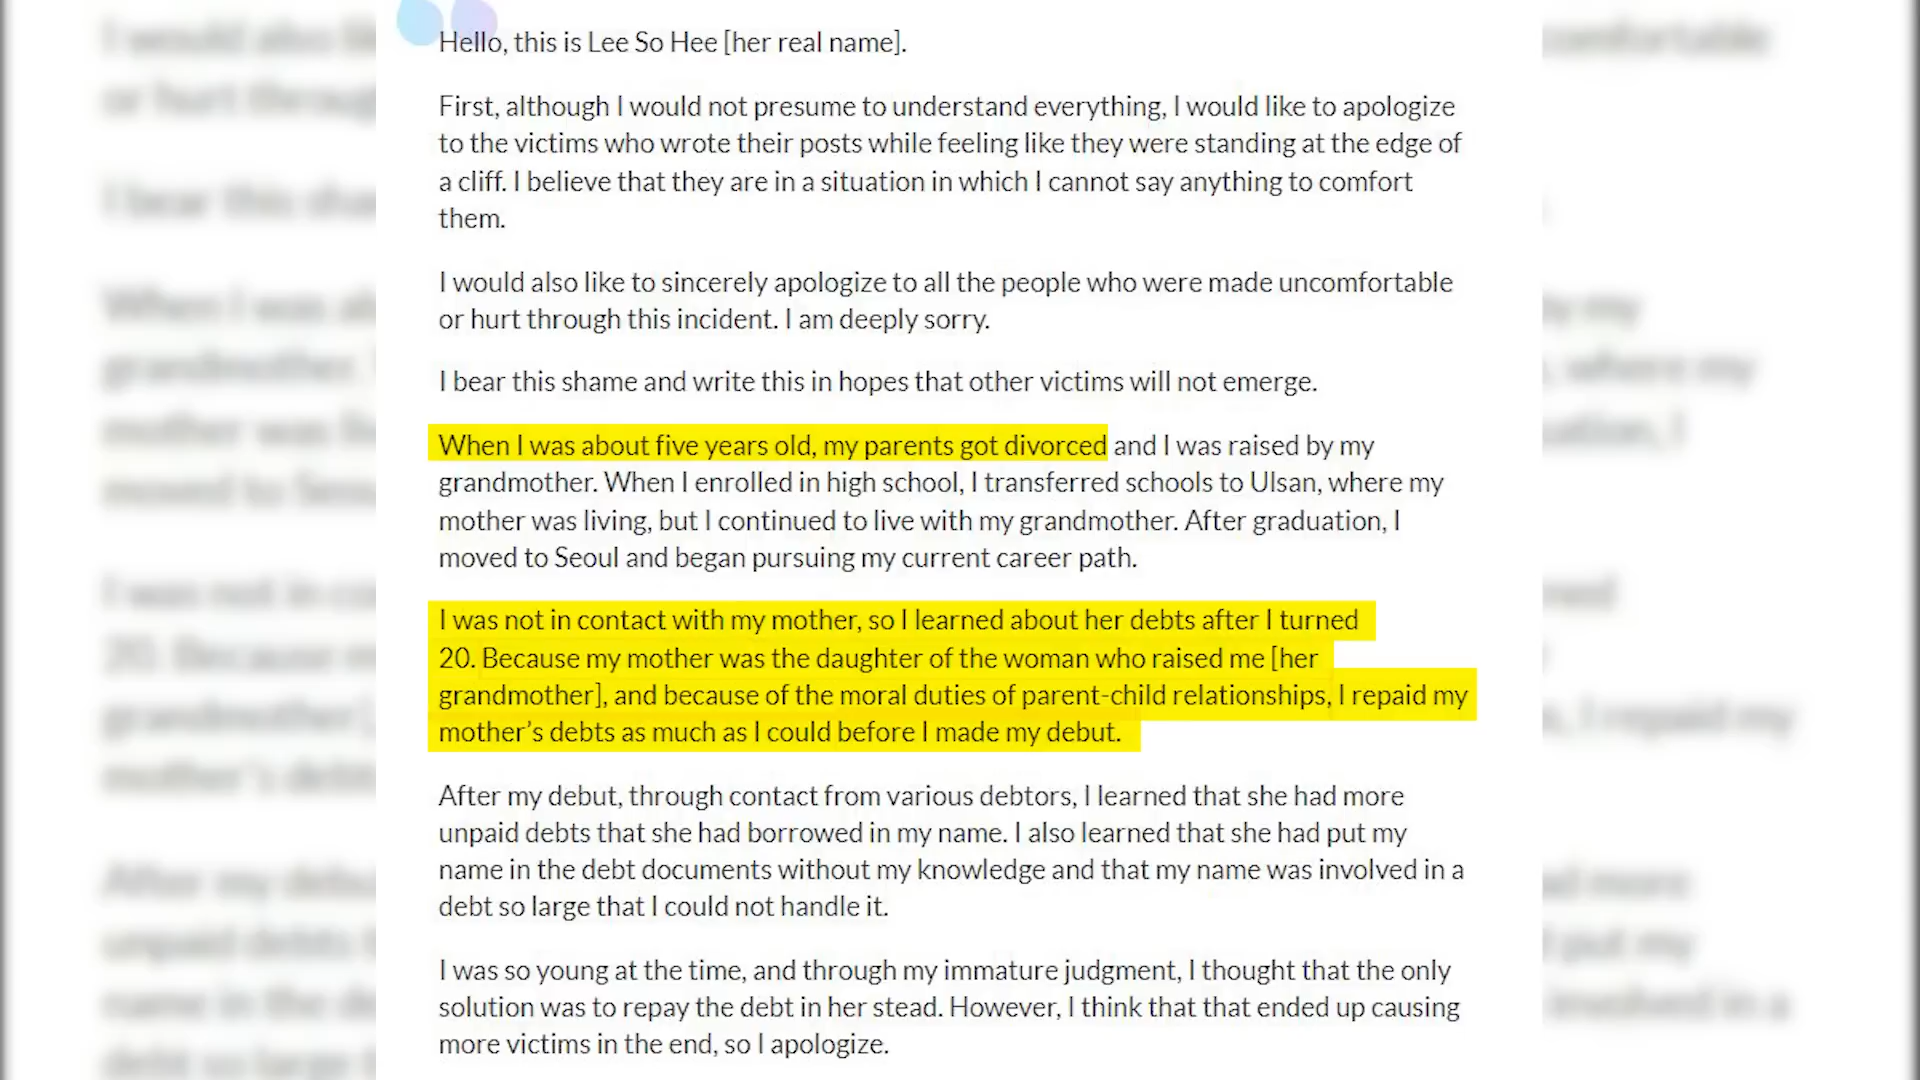 Hello, this is Lee So Hee [her real name].
First, although I would not presume to understand everything, I would like to apologize
to the victims who wrote their posts while feeling like they were standing at the edge of
a cliff. I believe that they are in a situation in which I cannot say anything to comfort
them.
I would also like to sincerely apologize to all the people who were made uncomfortable
or hurt through this incident. I am deeply sorry.
I bear this shame and write this in hopes that other victims will not emerge.
When I was about five years old, my parents got divorced and I was raised by my
grandmother. When I enrolled in high school, I transferred schools to Ulsan, where my
mother was living, but I continued to live with my grandmother. After graduation, I
moved to Seoul and began pursuing my current career path.
I was not in contact with my mother, so I learned about her debts after I turned
20. Because my mother was the daughter of the woman who raised me [her
grandmother], and because of the moral duties of parent-child relationships, I repaid my
mother’s debts as much as I could before I made my debut.
After my debut, through contact from various debtors, I learned that she had more
unpaid debts that she had borrowed in my name. I also learned that she had put my
name in the debt documents without my knowledge and that my name was involved in a
debt so large that I could not handle it.
I was so young at the time, and through my immature judgment, I thought that the only
solution was to repay the debt in her stead. However, I think that that ended up causing
more victims in the end, so I apologize.